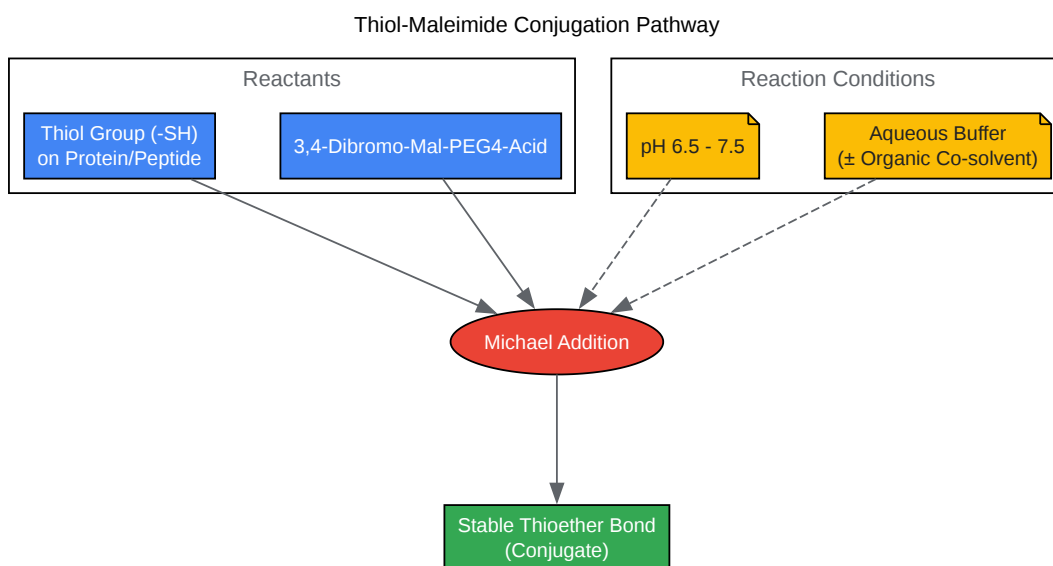 Thiol-Maleimide Conjugation Pathway
Reactants
Reaction Conditions
Thiol Group (-SH)
on Protein/Peptide
3,4-Dibromo-Mal-PEG4-Acid
pH 6.5 - 7.5
Aqueous Buffer
(± Organic Co-solvent)
Michael Addition
Stable Thioether Bond
(Conjugate)